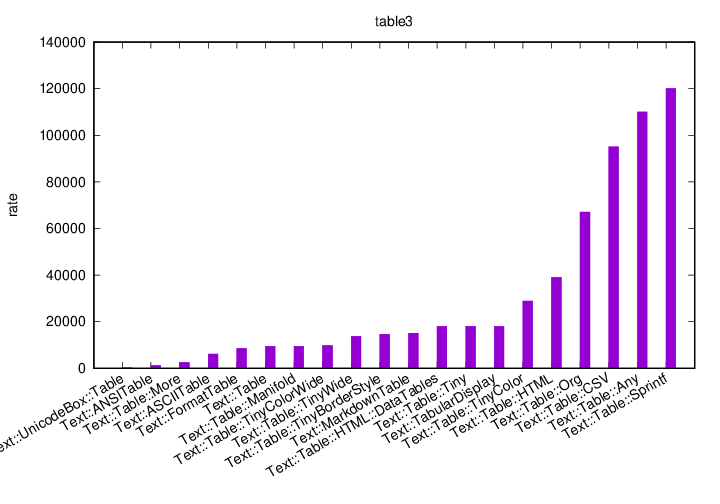 table3
140000
120000
100000
80000
60000
40000
20000
0
rate
ext::UnicodeBox::Table
Text::ANSITable
Text::Table::More
Text::ASCIITable
Text::FormatTable
Text::Table
Text::Table::Manifold
Text::Table::TinyColorWide
Text::Table::TinyWide
Text::Table::TinyBorderStyle
Text::MarkdownTable
Text::Table::HTML::DataTables
Text::Table::Tiny
Text::TabularDisplay
Text::Table::TinyColor
Text::Table::HTML
Text::Table::Org
Text::Table::CSV
Text::Table::Any
Text::Table::Sprintf